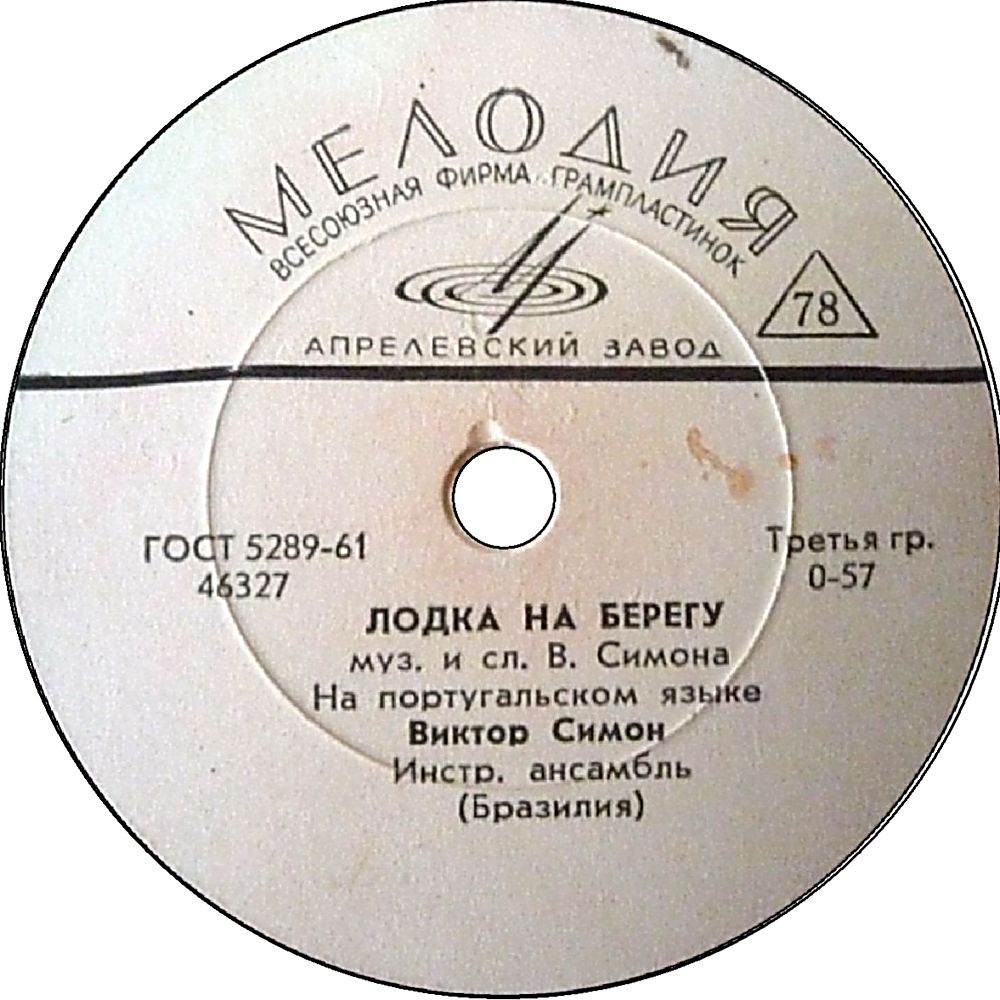 МЕЛОДИЯ
ВСЕСОЮЗНАЯ ФИРМА ГРАМПЛАСТИНОК
78
АПРЕЛЕВСКИЙ ЗАВОД
ГОСТ 5289-61
46327
Третья гр.
0-57
ЛОДКА НА БЕРЕГУ
муз. и сл. В. Симона
На португальском языке
Виктор Симон
Инстр. ансамбль
(Бразилия)